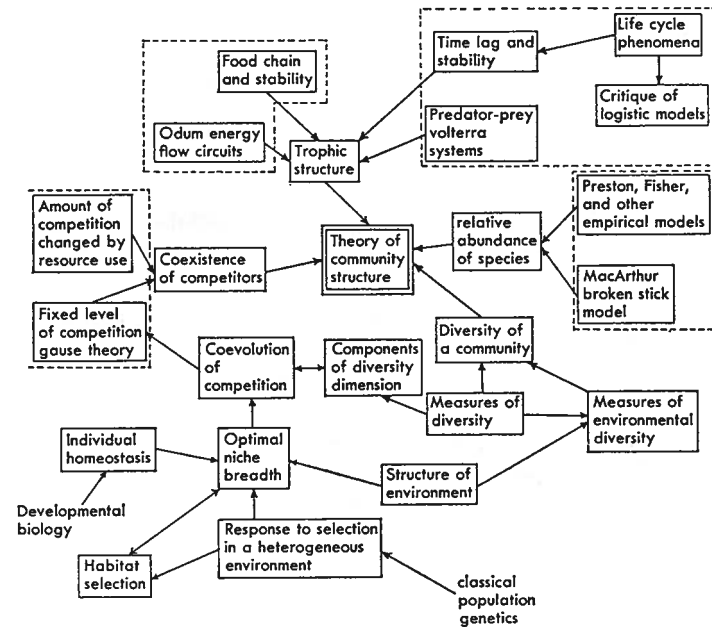 Food chain
and stability
Time lag and
stability
Life cycle
phenomena
Critique of
logistic models
Odum energy
flow circuits
Trophic
structure
Predator-prey
volterra
systems
Amount of
competition
changed by
resource use
Coexistence
of competitors
Theory of
community
structure
relative
abundance
of species
Preston, Fisher,
and other
empirical models
MacArthur
broken stick
model
Fixed level
of competition
gause theory
Coevolution
of
competition
Components
of diversity
dimension
Diversity of
a community
Measures of
diversity
Measures of
environmental
diversity
Individual
homeostasis
Optimal
niche
breadth
Structure of
environment
Developmental
biology
Habitat
selection
Response to selection
in a heterogeneous
environment
classical
population
genetics